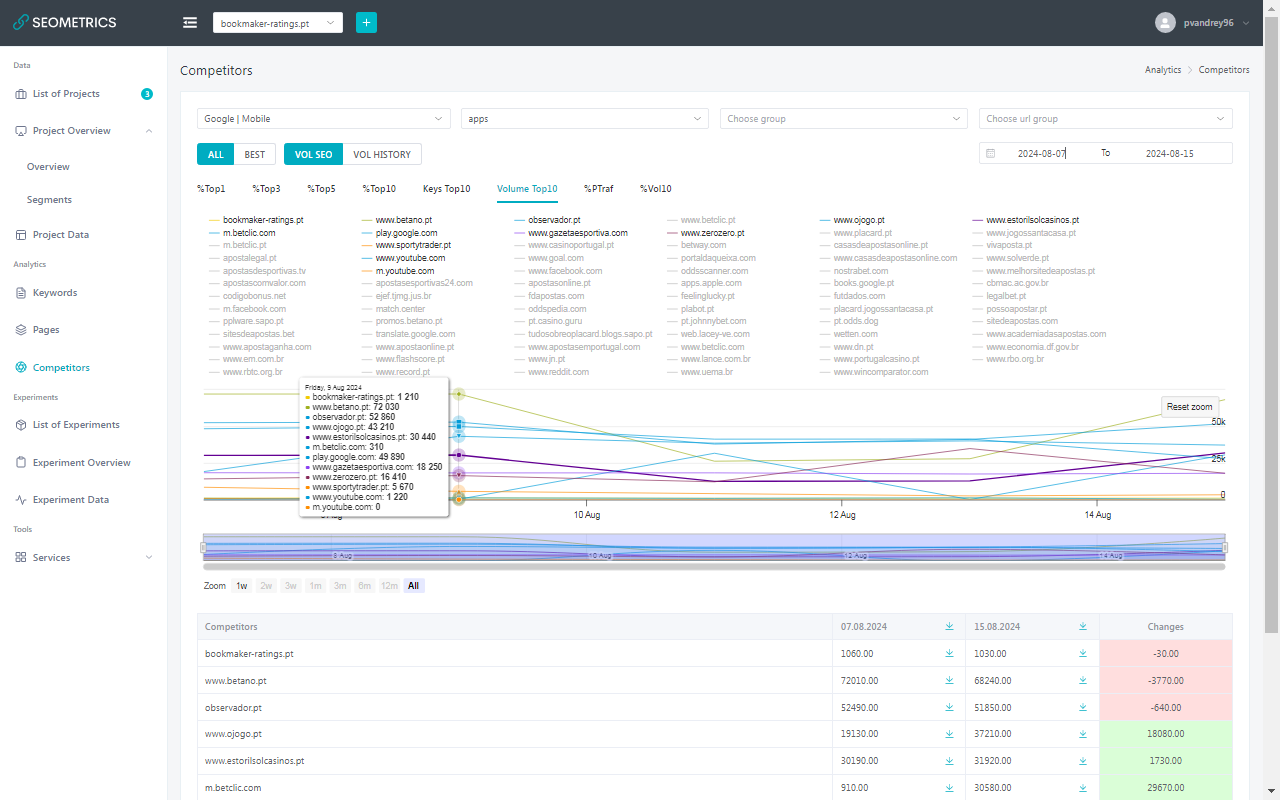 SEOMETRICS bookmaker-ratings.pt + pvandrey96
Data
List of Projects 3
Project Overview
Overview
Segments
Project Data
Analytics
Keywords
Pages
Competitors
Experiments
List of Experiments
Experiment Overview
Experiment Data
Tools
Services
Competitors
Analytics > Competitors
Google | Mobile apps Choose group Choose url group
ALL BEST VOL SEO VOL HISTORY 2024-08-07 To 2024-08-15
%Top1 %Top3 %Top5 %Top10 Keys Top10 Volume Top10 %PTraf %Vol10
bookmaker-ratings.pt www.betano.pt observador.pt www.betclic.pt www.ojogo.pt www.estorilsolcasinos.pt
m.betclic.com play.google.com www.gazetaesportiva.com www.zerozero.pt www.placard.pt www.jogossantacasa.pt
m.betclic.pt www.sportytrader.pt www.casinoportugal.pt betway.com casasdeapostasonline.pt vivaposta.pt
apostalegal.pt www.youtube.com www.goal.com portaldaqueixa.com www.casasdeapostasonline.com www.solverde.pt
apostasdesportivas.tv m.youtube.com www.facebook.com oddsscanner.com nostrabet.com www.melhorsitedeapostas.pt
apostascomvalor.com apostasesportivas24.com apostasonline.pt apps.apple.com books.google.pt cbmac.ac.gov.br
codigobonus.net ejef.tjmg.jus.br fdapostas.com feelinglucky.pt futdados.com legalbet.pt
m.facebook.com match.center oddspedia.com plabot.pt placard.jogossantacasa.pt possoapostar.pt
pplware.sapo.pt promos.betano.pt pt.casino.guru pt.johnnybet.com pt.odds.dog sitedeapostas.com
sitesdeapostas.bet translate.google.com tudosobreoplacard.blogs.sapo.pt web.lacey-ve.com wetten.com www.academiadasapostas.com
www.apostaganha.com www.apostaonline.pt www.apostasemportugal.com www.betclic.com www.dn.pt www.economia.df.gov.br
www.em.com.br www.flashscore.pt www.jn.pt www.lance.com.br www.portugalcasino.pt www.rbo.org.br
www.rbtc.org.br www.record.pt www.reddit.com www.uema.br www.wincomparator.com
Friday, 9 Aug 2024
bookmaker-ratings.pt: 1 210
www.betano.pt: 72 030
observador.pt: 52 860
www.ojogo.pt: 43 210
www.estorilsolcasinos.pt: 30 440
m.betclic.com: 310
play.google.com: 49 890
www.gazetaesportiva.com: 18 250
www.zerozero.pt: 16 410
www.sportytrader.pt: 5 670
www.youtube.com: 1 220
m.youtube.com: 0
Reset zoom
50k
25k
0
10 Aug 12 Aug 14 Aug
8 Aug 10 Aug 12 Aug 14 Aug
Zoom 1w 2w 3w 1m 3m 6m 12m All
Competitors 07.08.2024 15.08.2024 Changes
bookmaker-ratings.pt 1060.00 1030.00 -30.00
www.betano.pt 72010.00 68240.00 -3770.00
observador.pt 52490.00 51850.00 -640.00
www.ojogo.pt 19130.00 37210.00 18080.00
www.estorilsolcasinos.pt 30190.00 31920.00 1730.00
m.betclic.com 910.00 30580.00 29670.00